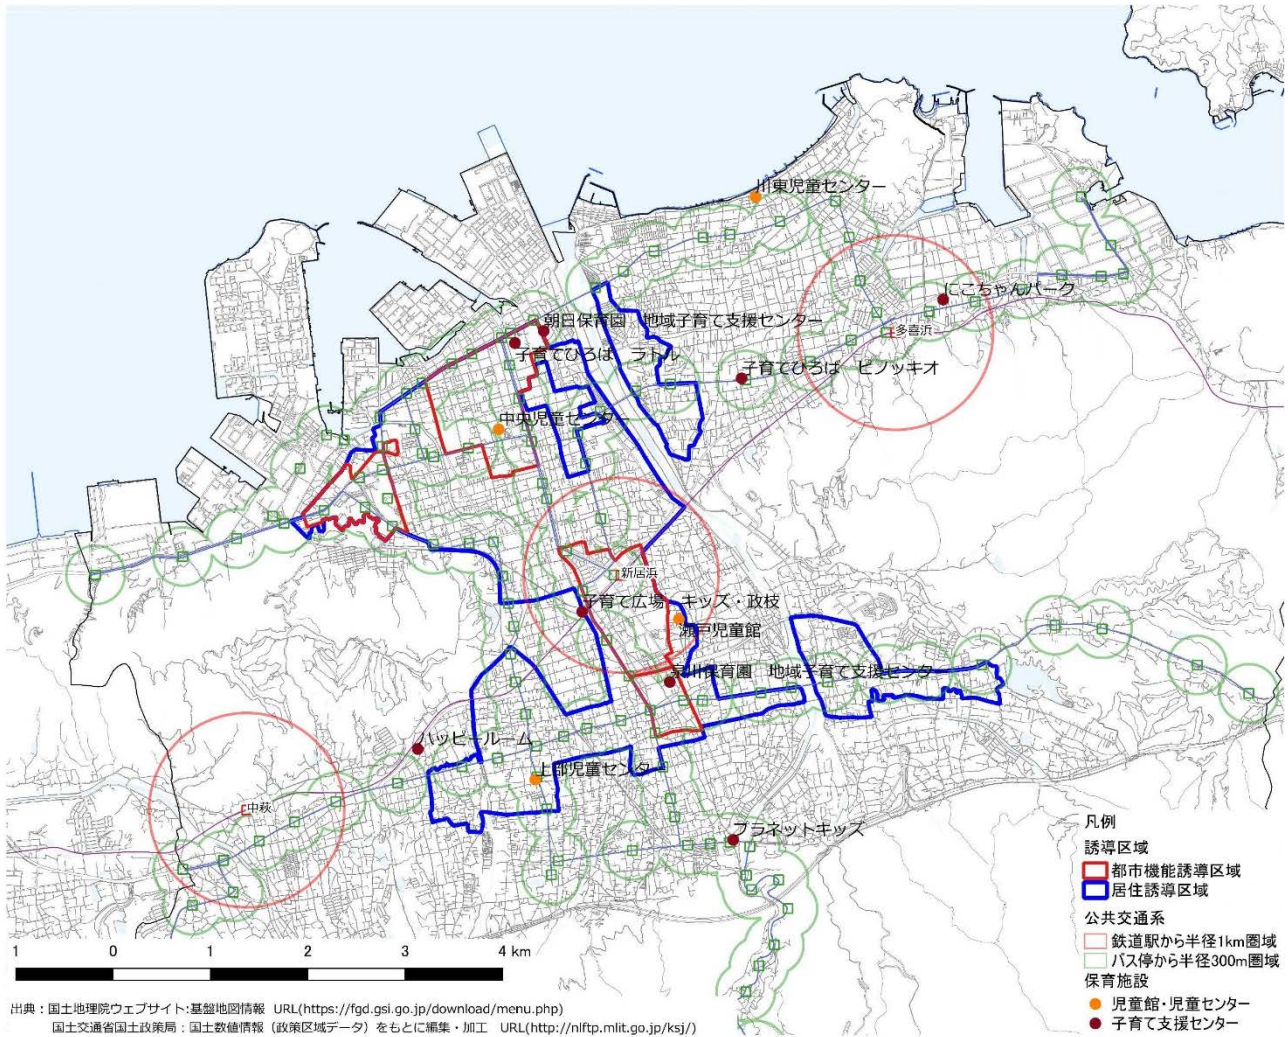 川東児童センター
にこちゃんパーク
多喜浜
朝日保育園 地域子育て支援センター
子育てひろば ラトル
子育てひろば ピノッキオ
中央児童センター
新居浜
子育て広場 キッズ・政枝
瀬戸児童館
泉川保育園 地域子育て支援センター
ハッピールーム
上部児童センター
中萩
プラネットキッズ
凡例
誘導区域
都市機能誘導区域
居住誘導区域
公共交通系
鉄道駅から半径1km圏域
バス停から半径300m圏域
保育施設
児童館・児童センター
子育て支援センター
1 0 1 2 3 4 km
出典：国土地理院ウェブサイト:基盤地図情報 URL(https://fgd.gsi.go.jp/download/menu.php)
国土交通省国土政策局：国土数値情報（政策区域データ）をもとに編集・加工 URL(http://nlftp.mlit.go.jp/ksj/)